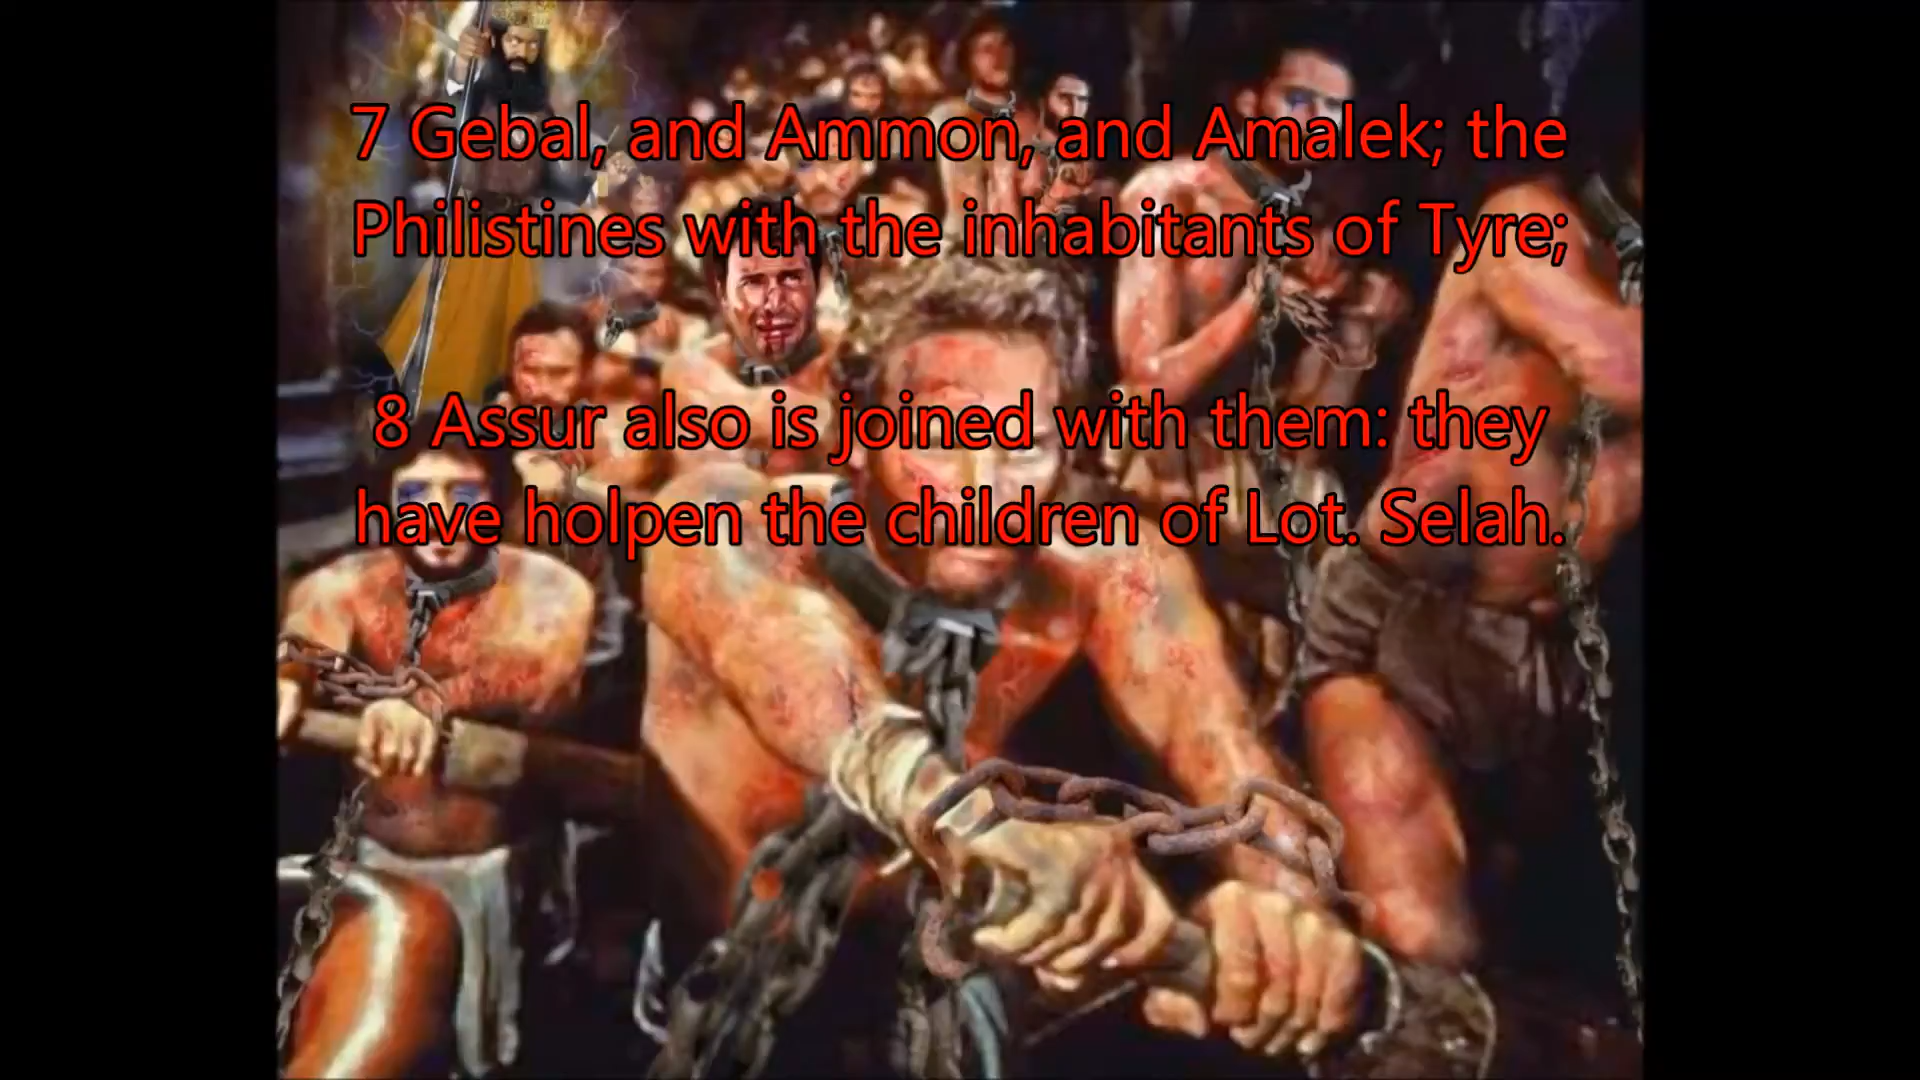 7 Gebal, and Ammon, and Amalek; the
Philistines with the inhabitants of Tyre;
8 Assur also is joined with them: they
have holpen the children of Lot. Selah.